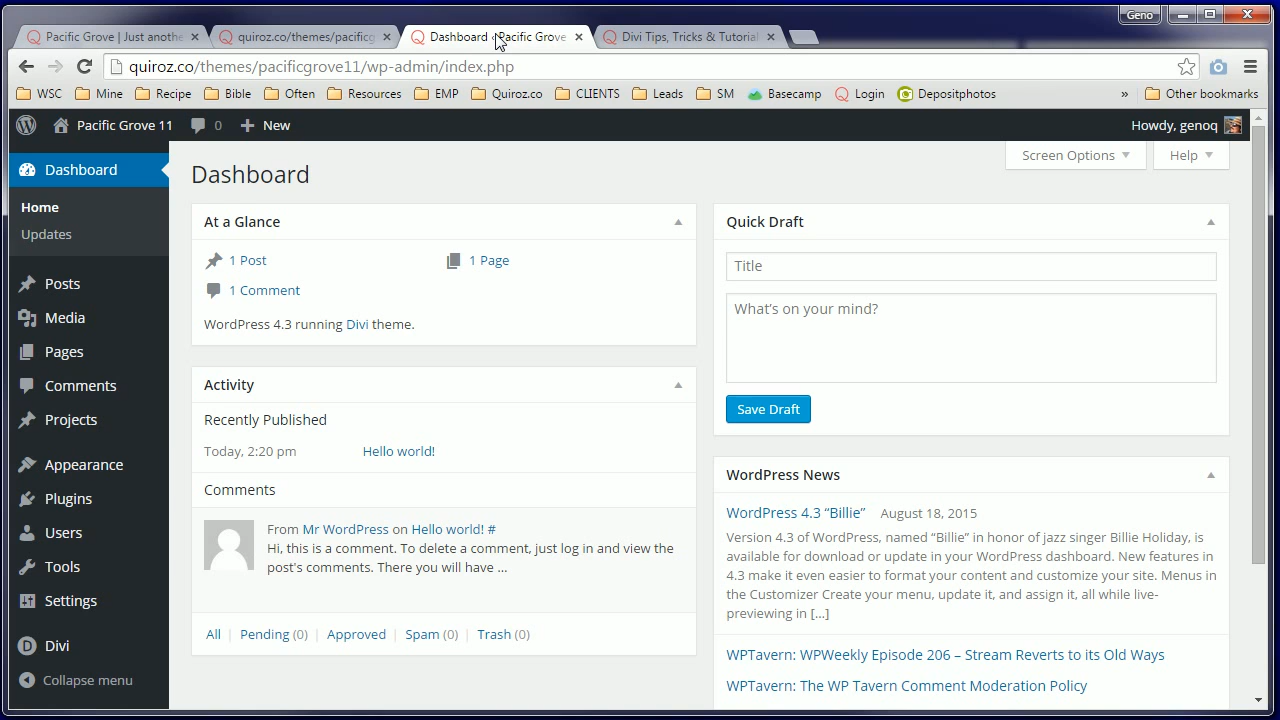 Geno
Pacific Grove | Just anothe
quiroz.co/themes/pacificg
Dashboard ‹ Pacific Grove
Divi Tips, Tricks & Tutorial
quiroz.co/themes/pacificgrove11/wp-admin/index.php
WSC
Mine
Recipe
Bible
Often
Resources
EMP
Quiroz.co
CLIENTS
Leads
SM
Basecamp
Login
Depositphotos
»
Other bookmarks
Pacific Grove 11
0
New
Howdy, genoq
Dashboard
Home
Updates
Posts
Media
Pages
Comments
Projects
Appearance
Plugins
Users
Tools
Settings
Divi
Collapse menu
Screen Options
Help
Dashboard
At a Glance
1 Post
1 Page
1 Comment
WordPress 4.3 running Divi theme.
Activity
Recently Published
Today, 2:20 pm
Hello world!
Comments
From Mr WordPress on Hello world! #
Hi, this is a comment. To delete a comment, just log in and view the
post's comments. There you will have ...
All | Pending (0) | Approved | Spam (0) | Trash (0)
Quick Draft
Title
What's on your mind?
Save Draft
WordPress News
WordPress 4.3 “Billie” August 18, 2015
Version 4.3 of WordPress, named “Billie” in honor of jazz singer Billie Holiday, is
available for download or update in your WordPress dashboard. New features in
4.3 make it even easier to format your content and customize your site. Menus in
the Customizer Create your menu, update it, and assign it, all while live-
previewing in […]
WPTavern: WPWeekly Episode 206 – Stream Reverts to its Old Ways
WPTavern: The WP Tavern Comment Moderation Policy